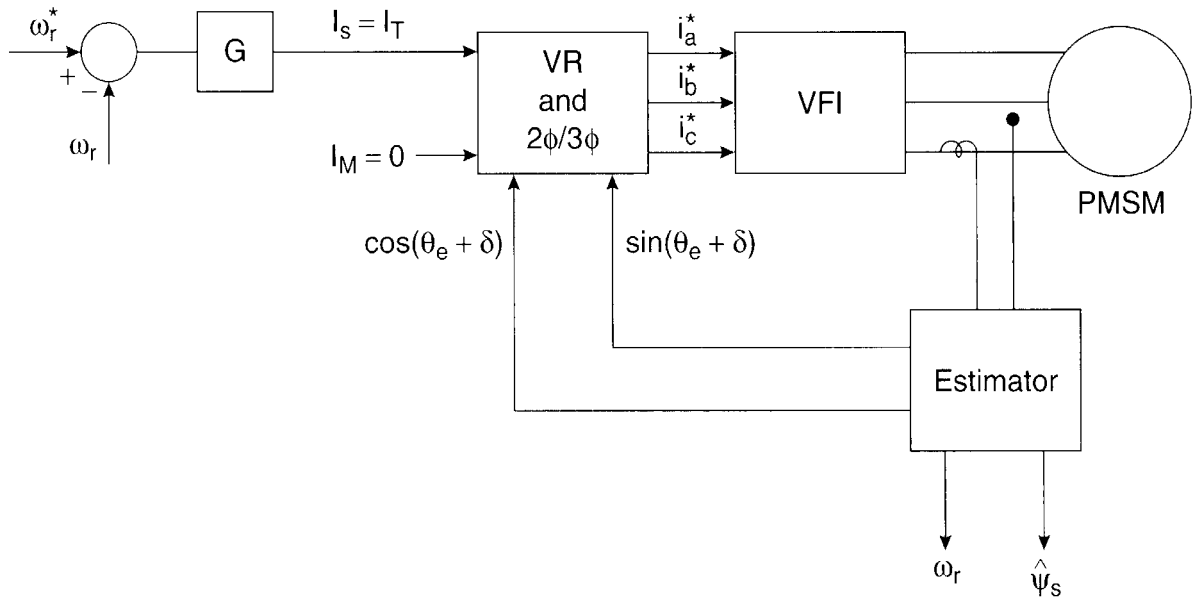 ω_r^*
+
−
ω_r
G
I_S = I_T
I_M = 0
VR
and
2ϕ/3ϕ
i_a^*
i_b^*
i_c^*
VFI
PMSM
cos(θ_e + δ)
sin(θ_e + δ)
Estimator
ω_r
ψ̂_s